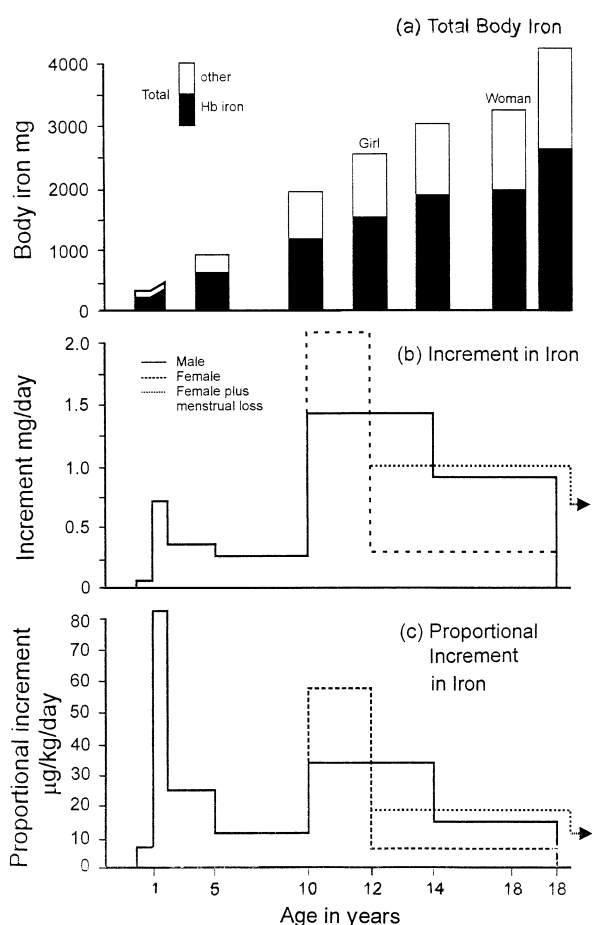 (a) Total Body Iron
4000
3000
2000
1000
0
Body iron mg
Total
other
Hb iron
Girl
Woman
(b) Increment in Iron
2.0
1.5
1.0
0.5
0
Increment mg/day
Male
Female
Female plus
menstrual loss
(c) Proportional
Increment
in Iron
80
70
60
50
40
30
20
10
0
Proportional increment
µg/kg/day
1 5 10 12 14 18 18
Age in years